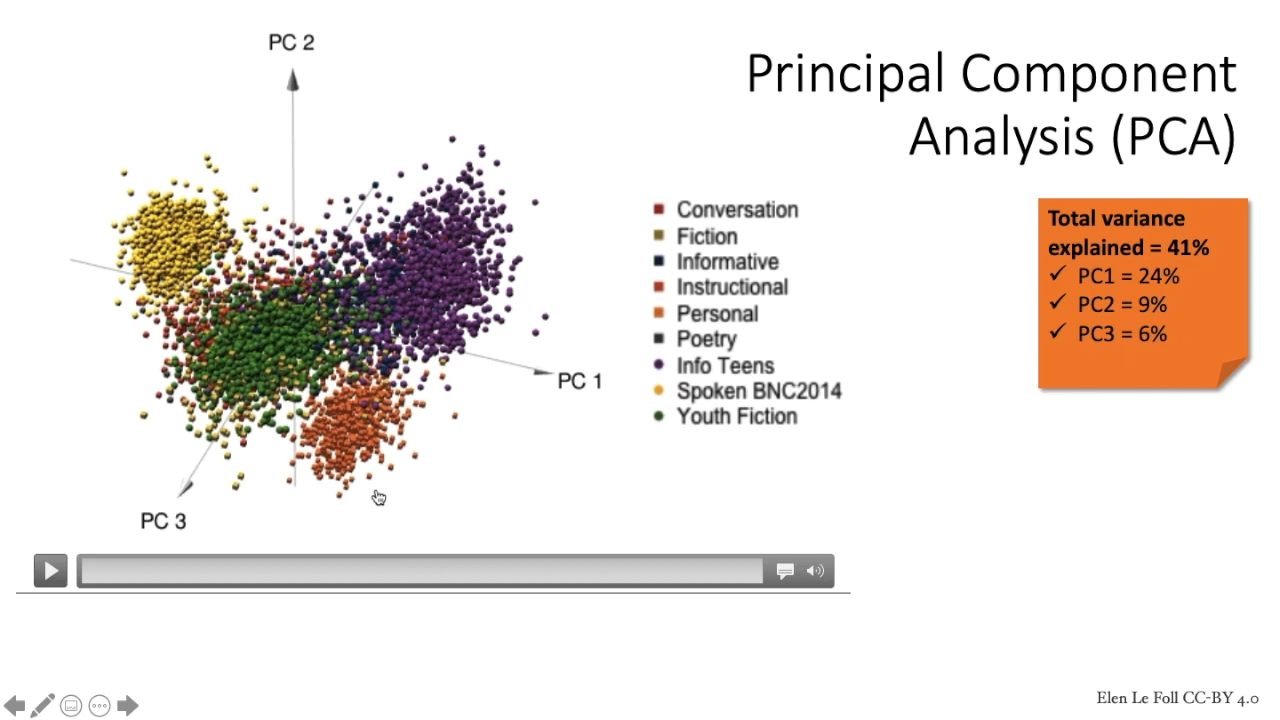 PC 2
PC 1
PC 3
Principal Component
Analysis (PCA)
Conversation
Fiction
Informative
Instructional
Personal
Poetry
Info Teens
Spoken BNC2014
Youth Fiction
Total variance
explained = 41%
✓ PC1 = 24%
✓ PC2 = 9%
✓ PC3 = 6%
Elen Le Foll CC-BY 4.0